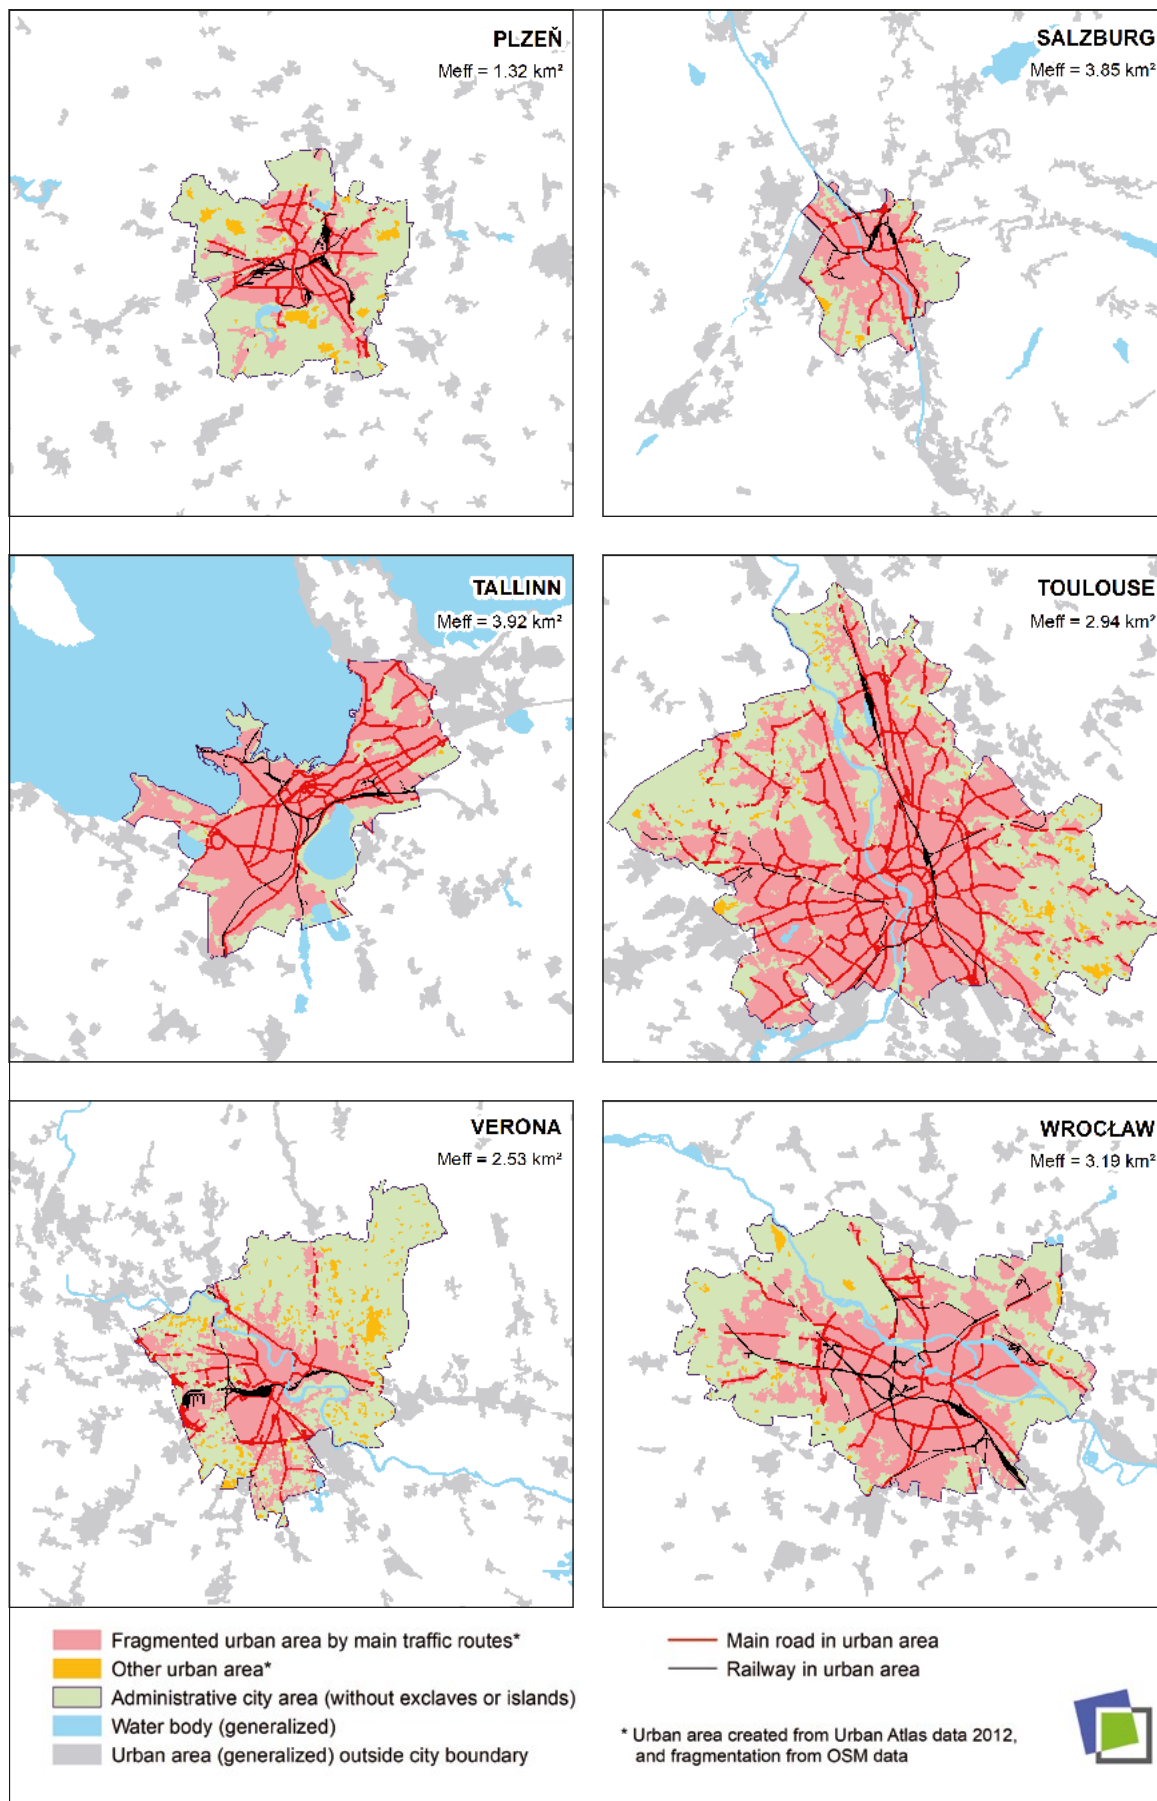 PLZEŇ
Meff = 1.32 km²
SALZBURG
Meff = 3.85 km²
TALLINN
Meff = 3.92 km²
TOULOUSE
Meff = 2.94 km²
VERONA
Meff = 2.53 km²
WROCŁAW
Meff = 3.19 km²
Fragmented urban area by main traffic routes*
Other urban area*
Administrative city area (without exclaves or islands)
Water body (generalized)
Urban area (generalized) outside city boundary
Main road in urban area
Railway in urban area
* Urban area created from Urban Atlas data 2012,
and fragmentation from OSM data